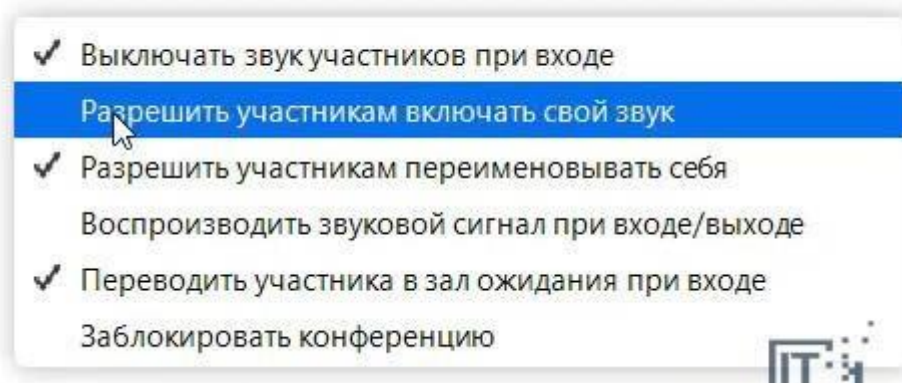 Выключать звук участников при входе
Разрешить участникам включать свой звук
Разрешить участникам переименовывать себя
Воспроизводить звуковой сигнал при входе/выходе
Переводить участника в зал ожидания при входе
Заблокировать конференцию
IT